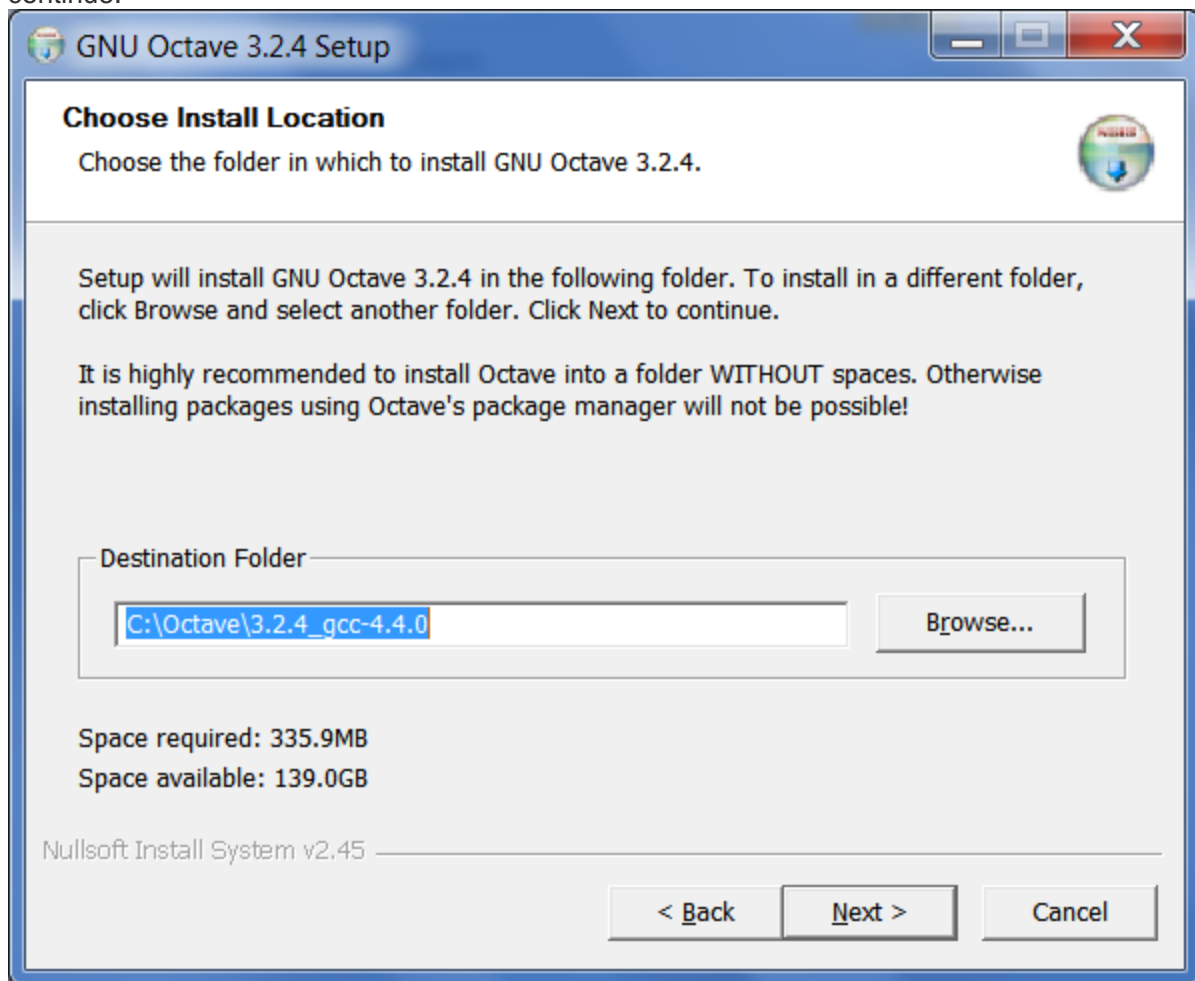 continue.
GNU Octave 3.2.4 Setup
Choose Install Location
Choose the folder in which to install GNU Octave 3.2.4.
Setup will install GNU Octave 3.2.4 in the following folder. To install in a different folder,
click Browse and select another folder. Click Next to continue.
It is highly recommended to install Octave into a folder WITHOUT spaces. Otherwise
installing packages using Octave's package manager will not be possible!
Destination Folder
C:\Octave\3.2.4_gcc-4.4.0
Browse...
Space required: 335.9MB
Space available: 139.0GB
Nullsoft Install System v2.45
< Back
Next >
Cancel